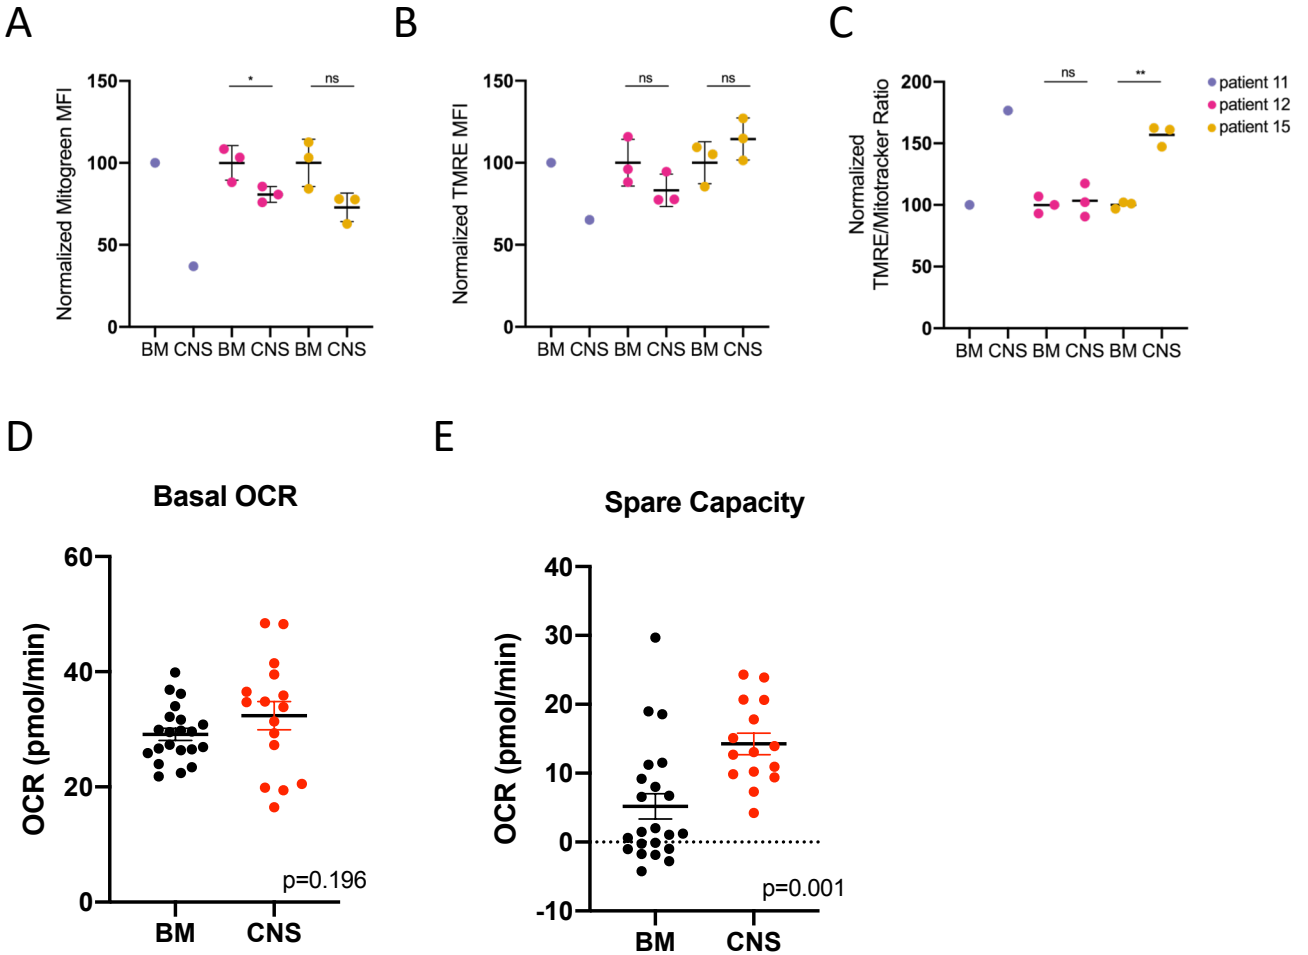 A
B
C
Normalized Mitogreen MFI
150
100
50
0
*
ns
BM CNS BM CNS BM CNS
Normalized TMRE MFI
150
100
50
0
ns
ns
BM CNS BM CNS BM CNS
Normalized
TMRE/Mitotracker Ratio
200
150
100
50
0
ns
**
BM CNS BM CNS BM CNS
patient 11
patient 12
patient 15
D
E
Basal OCR
OCR (pmol/min)
60
40
20
0
p=0.196
BM CNS
Spare Capacity
OCR (pmol/min)
40
30
20
10
0
-10
p=0.001
BM CNS